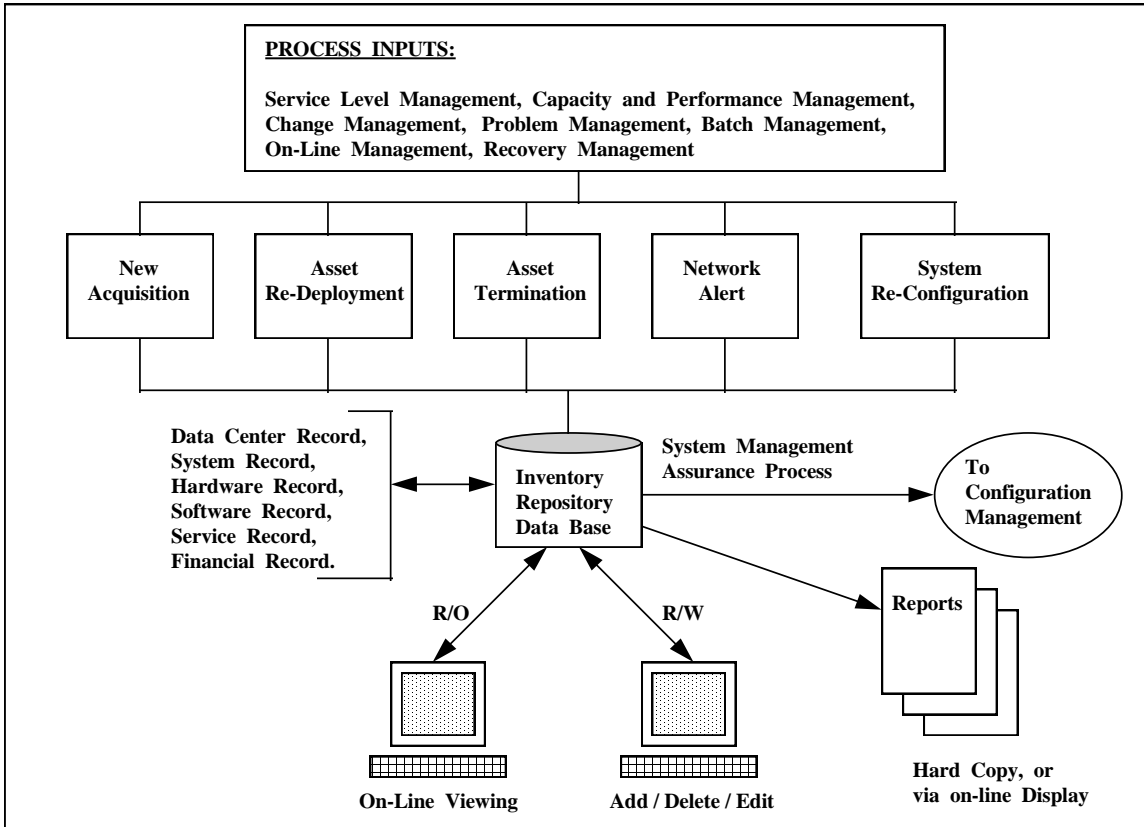 PROCESS INPUTS:
Service Level Management, Capacity and Performance Management,
Change Management, Problem Management, Batch Management,
On-Line Management, Recovery Management
New
Acquisition
Asset
Re-Deployment
Asset
Termination
Network
Alert
System
Re-Configuration
Data Center Record,
System Record,
Hardware Record,
Software Record,
Service Record,
Financial Record.
Inventory
Repository
Data Base
System Management
Assurance Process
To
Configuration
Management
R/O
R/W
Reports
On-Line Viewing
Add / Delete / Edit
Hard Copy, or
via on-line Display